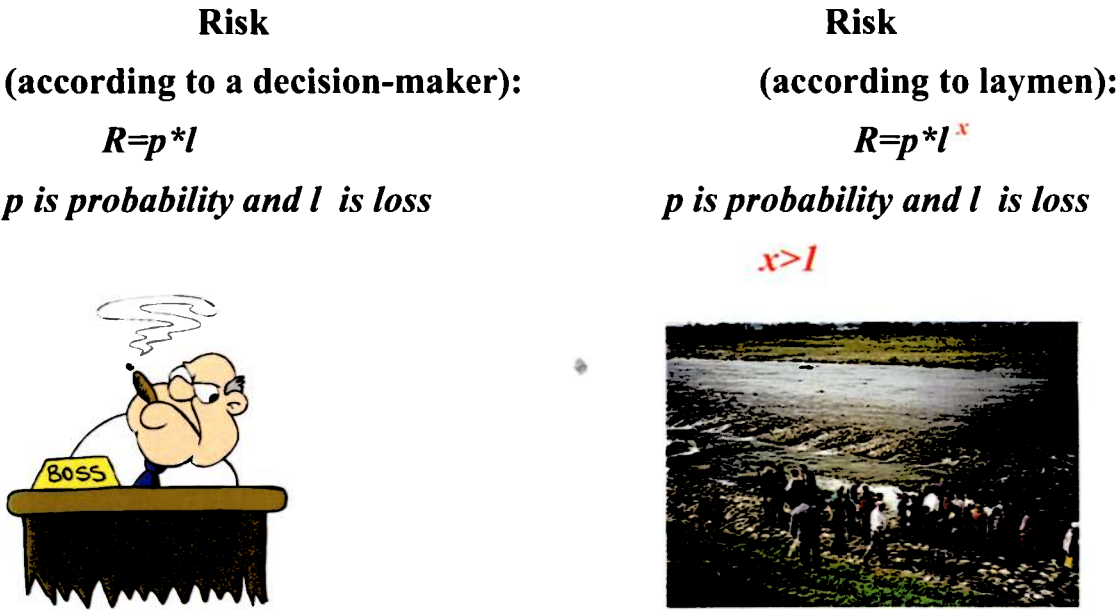 Risk
(according to a decision-maker):
R=p*l
p is probability and l is loss
BOSS
Risk
(according to laymen):
R=p*l^x
p is probability and l is loss
x>1